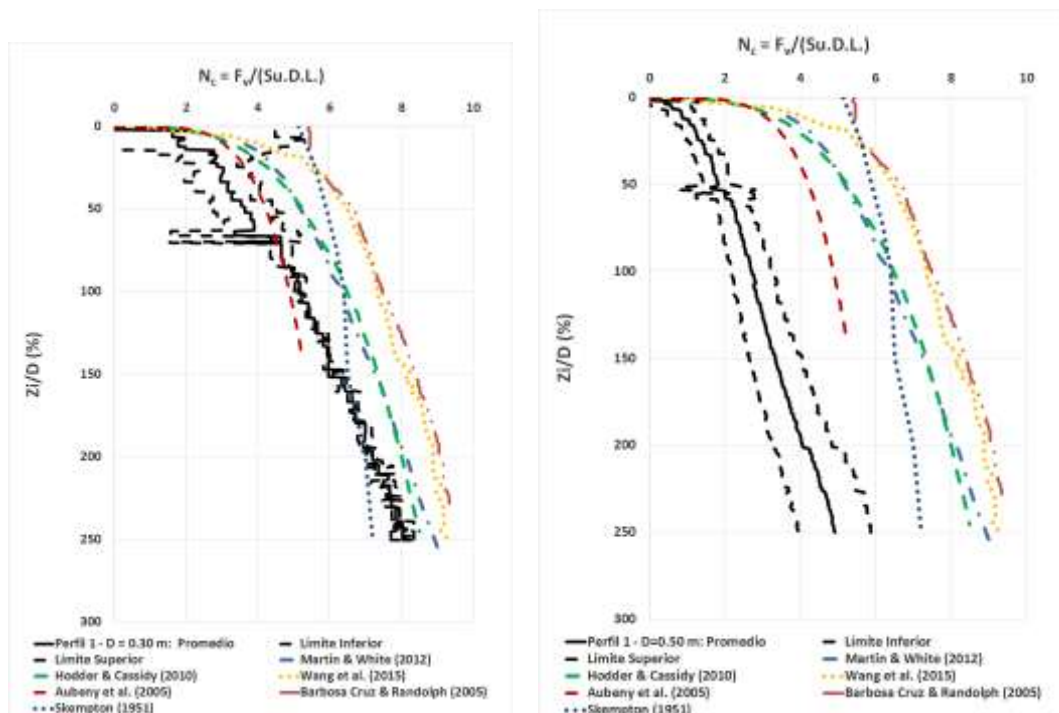 Nc = Fv/(Su.D.L.)
0 2 4 6 8 10
0
50
100
150
200
250
300
Zi/D (%)
Perfil 1 - D = 0.30 m: Promedio
Limite Inferior
Limite Superior
Martin & White (2012)
Hodder & Cassidy (2010)
Wang et al. (2015)
Aubeny et al. (2005)
Barbosa Cruz & Randolph (2005)
Skempton (1951)
Nc = Fv/(Su.D.L.)
0 2 4 6 8 10
0
50
100
150
200
250
300
Zi/D (%)
Perfil 1 - D=0.50 m: Promedio
Limite Inferior
Limite Superior
Martin & White (2012)
Hodder & Cassidy (2010)
Wang et al. (2015)
Aubeny et al. (2005)
Barbosa Cruz & Randolph (2005)
Skempton (1951)